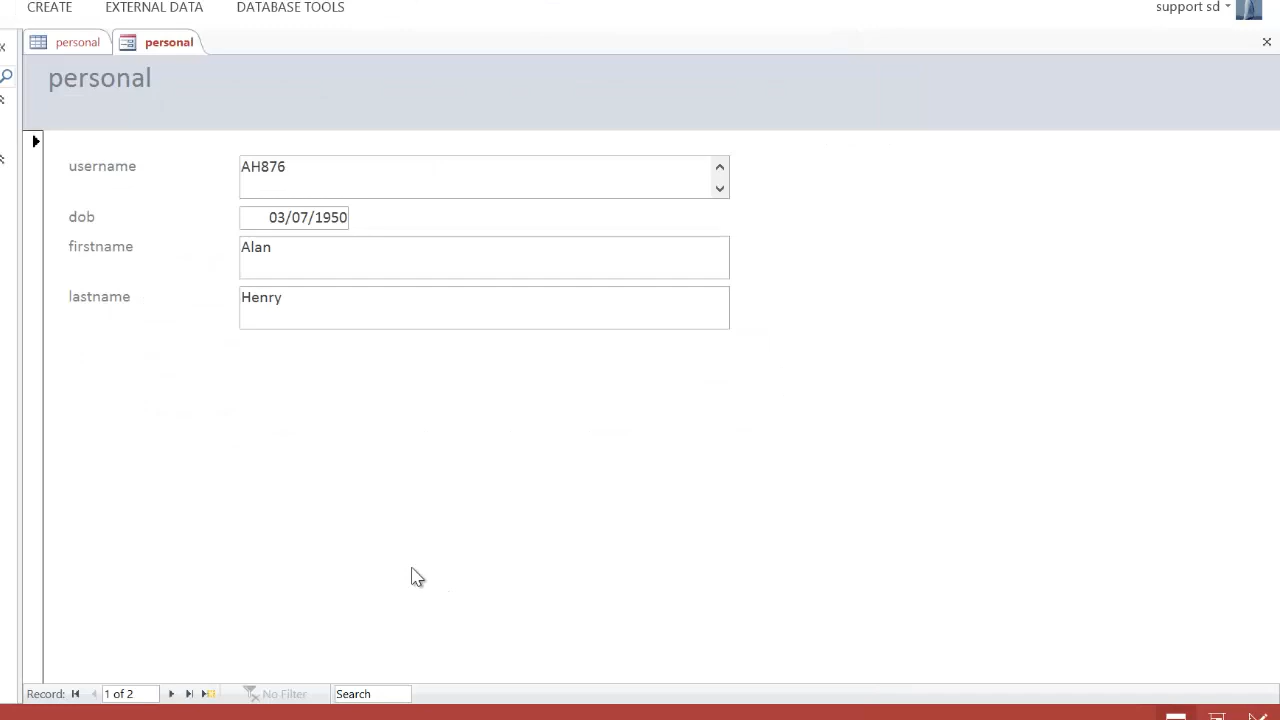 CREATE EXTERNAL DATA DATABASE TOOLS support sd
personal personal
personal
username AH876
dob 03/07/1950
firstname Alan
lastname Henry
Record: 1 of 2 No Filter Search